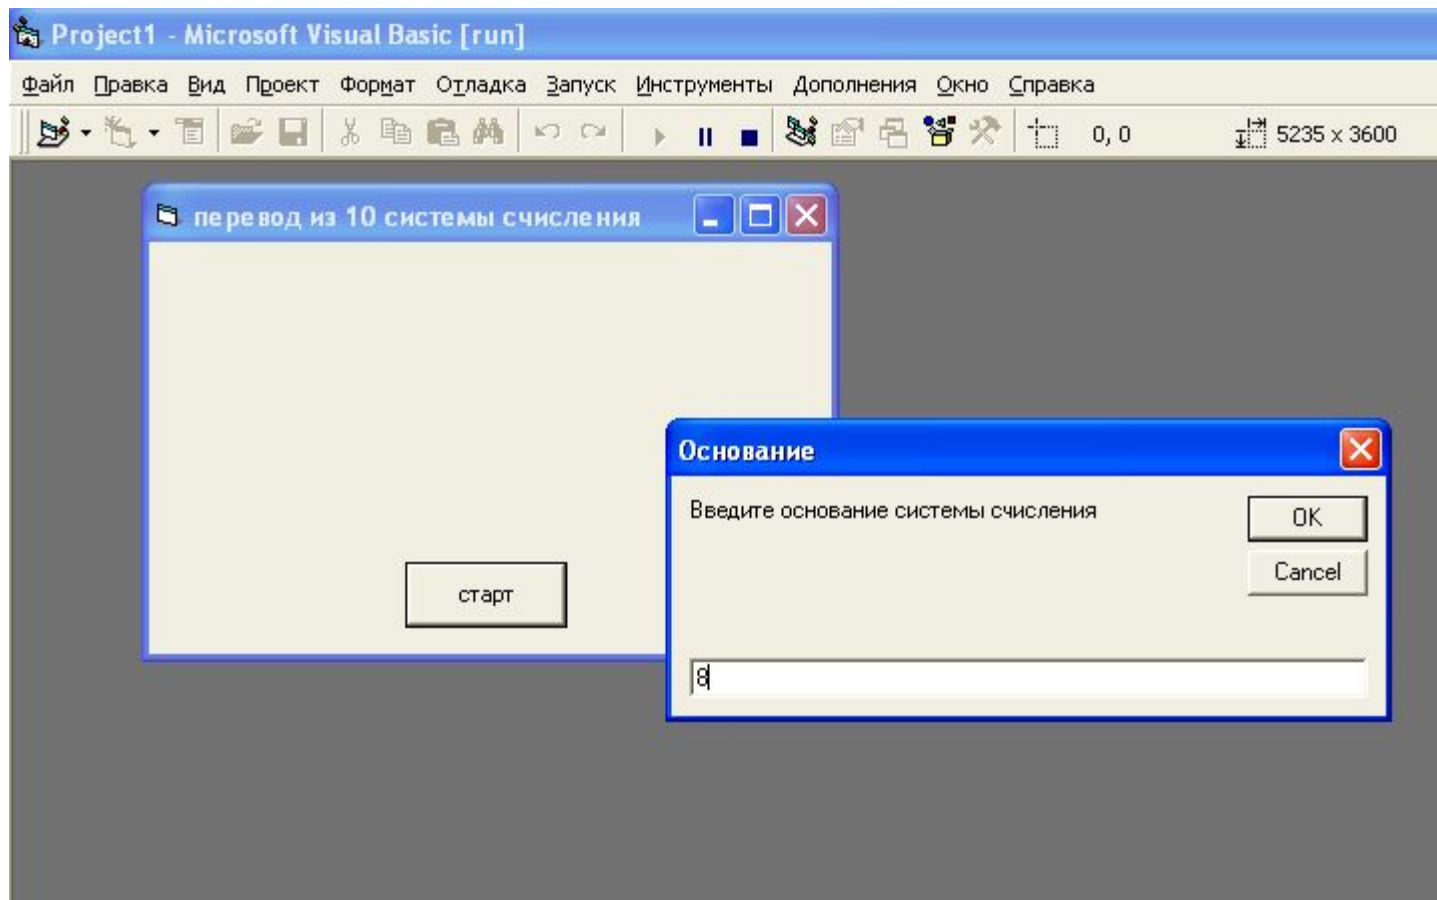 Project1 - Microsoft Visual Basic [run]
Файл Правка Вид Проект Формат Отладка Запуск Инструменты Дополнения Окно Справка
0, 0 5235 x 3600
перевод из 10 системы счисления
Основание
Введите основание системы счисления
OK
Cancel
старт
8